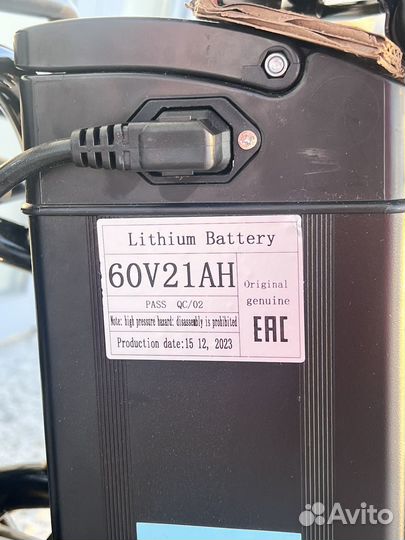 Lithium Battery
60V21AH
PASS QC/02
Note: high pressure hazard: disassembly is prohibited
Production date:15 12, 2023
Original
genuine
EAC
Avito